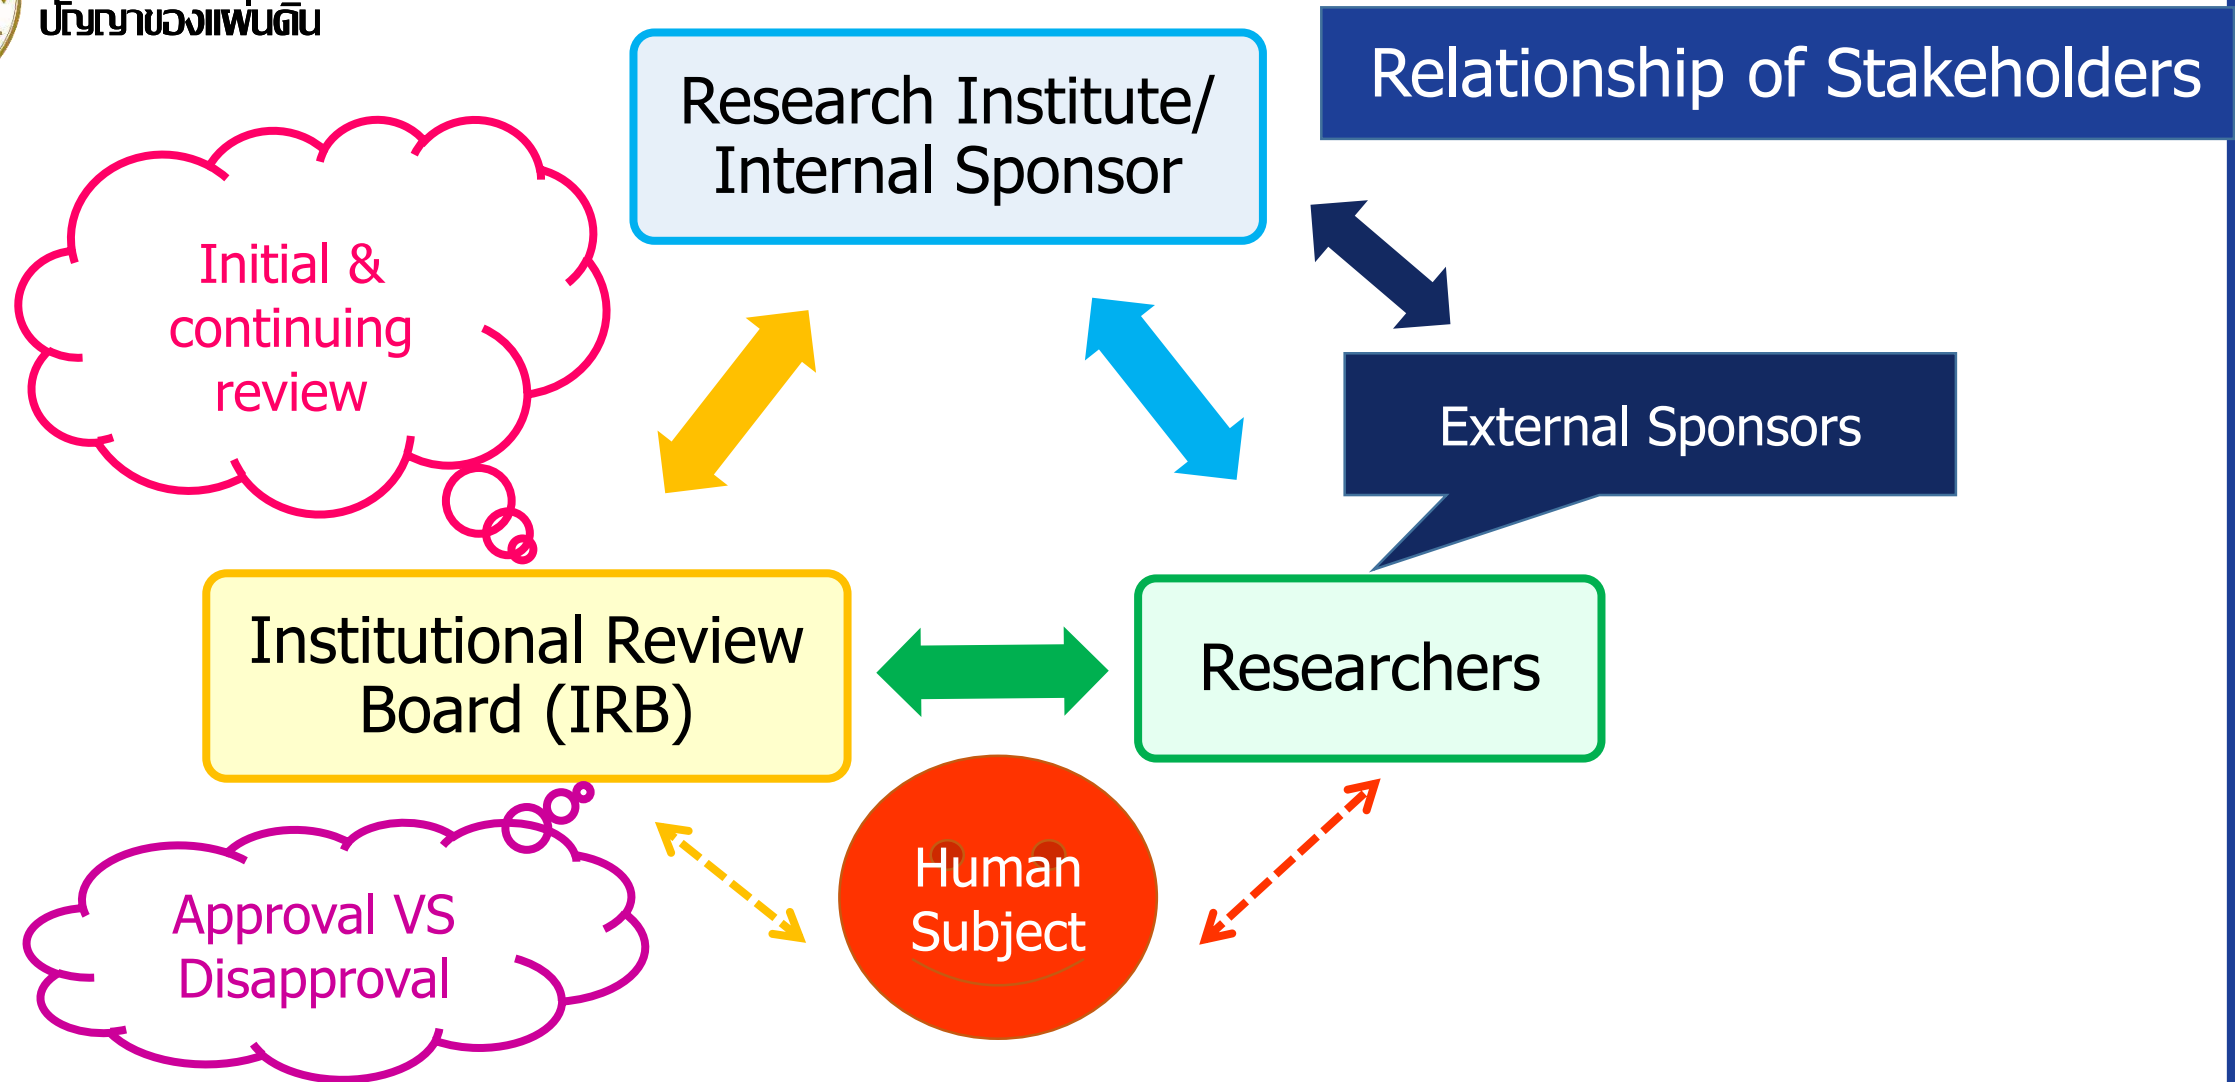 ปัญญาของแผ่นดิน
Relationship of Stakeholders
Research Institute/
Internal Sponsor
Initial &
continuing
review
External Sponsors
Institutional Review
Board (IRB)
Researchers
Human
Subject
Approval VS
Disapproval